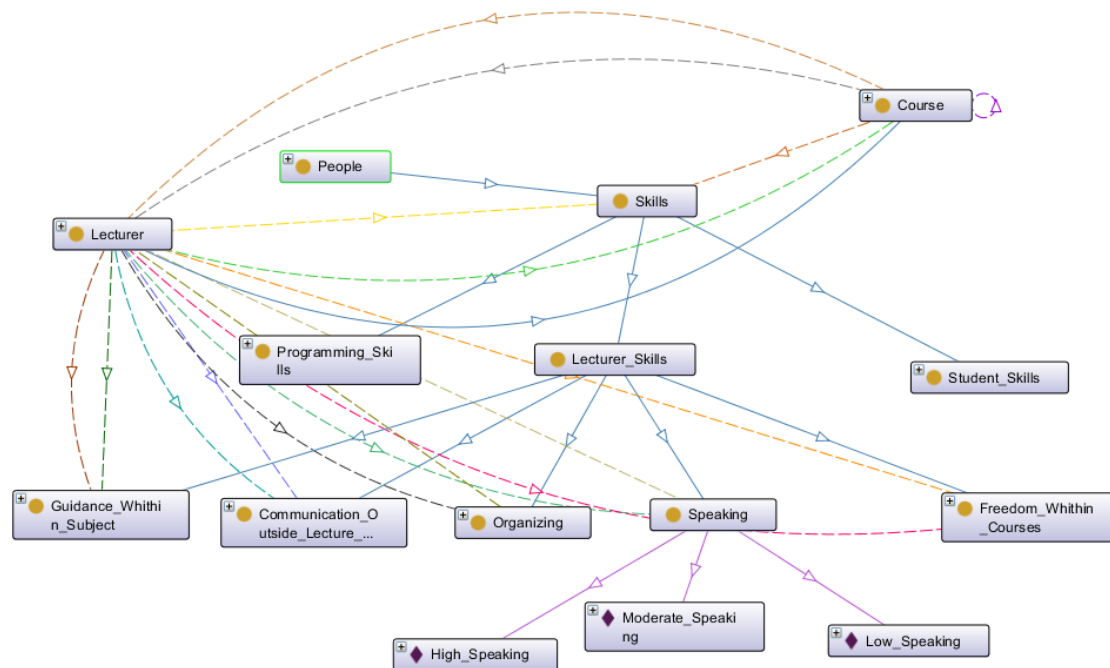 Course
People
Skills
Lecturer
Programming_Ski
lls
Lecturer_Skills
Student_Skills
Guidance_Whithi
n_Subject
Communication_O
utside_Lecture_...
Organizing
Speaking
Freedom_Whithin
_Courses
High_Speaking
Moderate_Speaki
ng
Low_Speaking